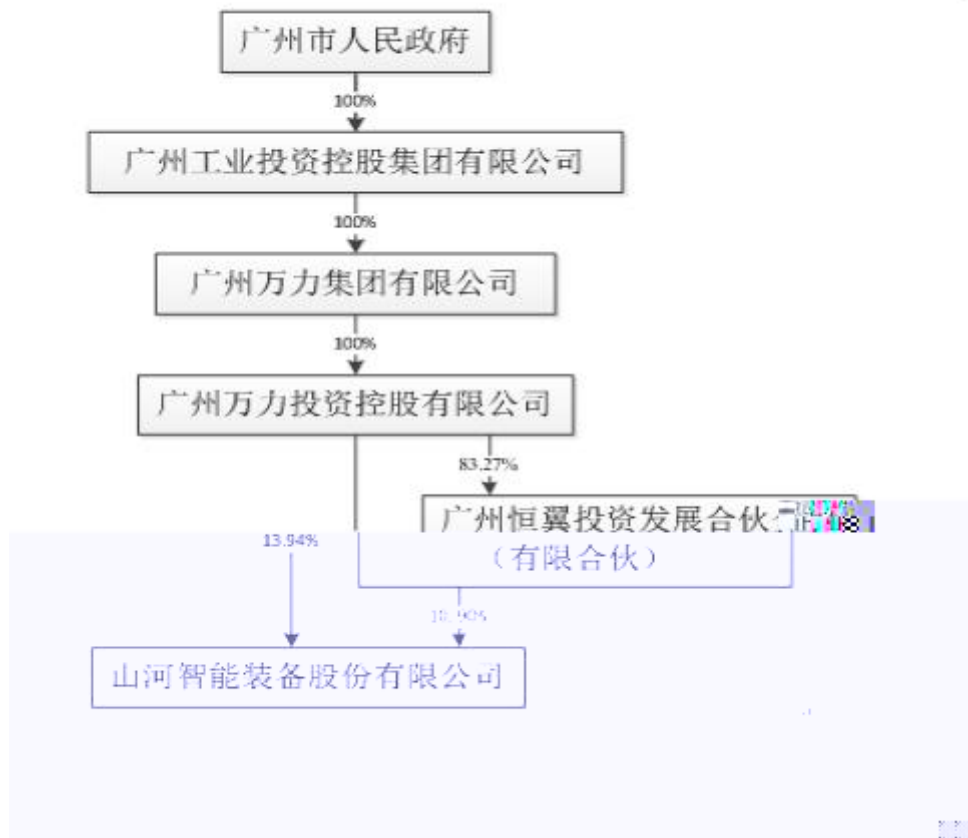 广州市人民政府
100%
广州工业投资控股集团有限公司
100%
广州万力集团有限公司
100%
广州万力投资控股有限公司
83.27%
广州恒翼投资发展合伙
（有限合伙）
13.94%
山河智能装备股份有限公司